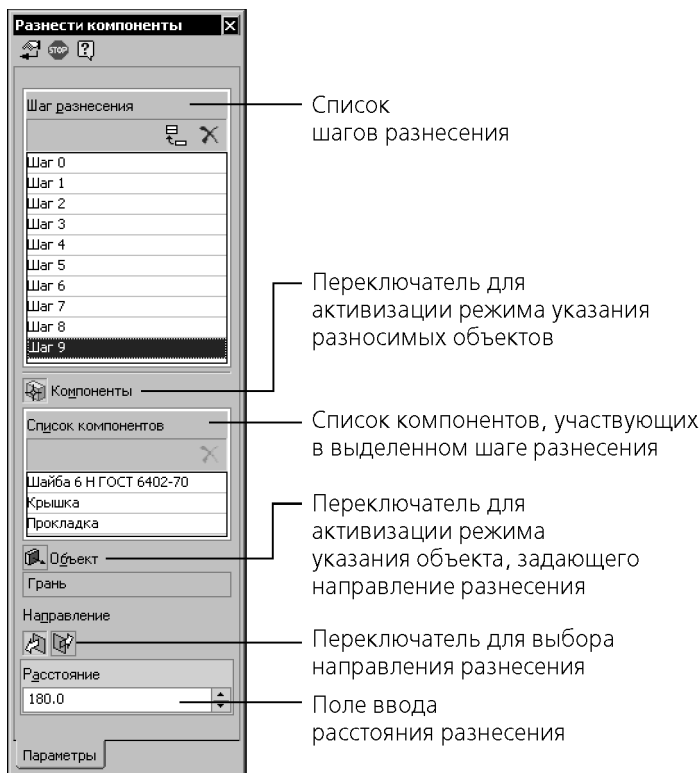 Разнести компоненты
STOP
Шаг разнесения
Шаг 0
Шаг 1
Шаг 2
Шаг 3
Шаг 4
Шаг 5
Шаг 6
Шаг 7
Шаг 8
Шаг 9
Компоненты
Список компонентов
Шайба 6 Н ГОСТ 6402-70
Крышка
Прокладка
Объект
Грань
Направление
Расстояние
180.0
Параметры
Список
шагов разнесения
Переключатель для
активизации режима указания
разносимых объектов
Список компонентов, участвующих
в выделенном шаге разнесения
Переключатель для
активизации режима
указания объекта, задающего
направление разнесения
Переключатель для выбора
направления разнесения
Поле ввода
расстояния разнесения